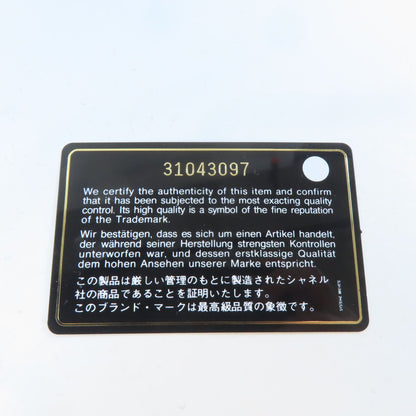 31043097
We certify the authenticity of this item and confirm
that it has been subjected to the most exacting quality
control. Its high quality is a symbol of the fine reputation
of the Trademark.
Wir bestätigen, dass es sich um einen Artikel handelt,
der während seiner Herstellung strengsten Kontrollen
unterworfen war, und dessen erstklassige Qualität
dem hohen Ansehen unserer Marke entspricht.
この製品は厳しい管理のもとに製造されたシャネル
社の商品であることを証明いたします。
このブランド・マークは最高級品質の象徴です。